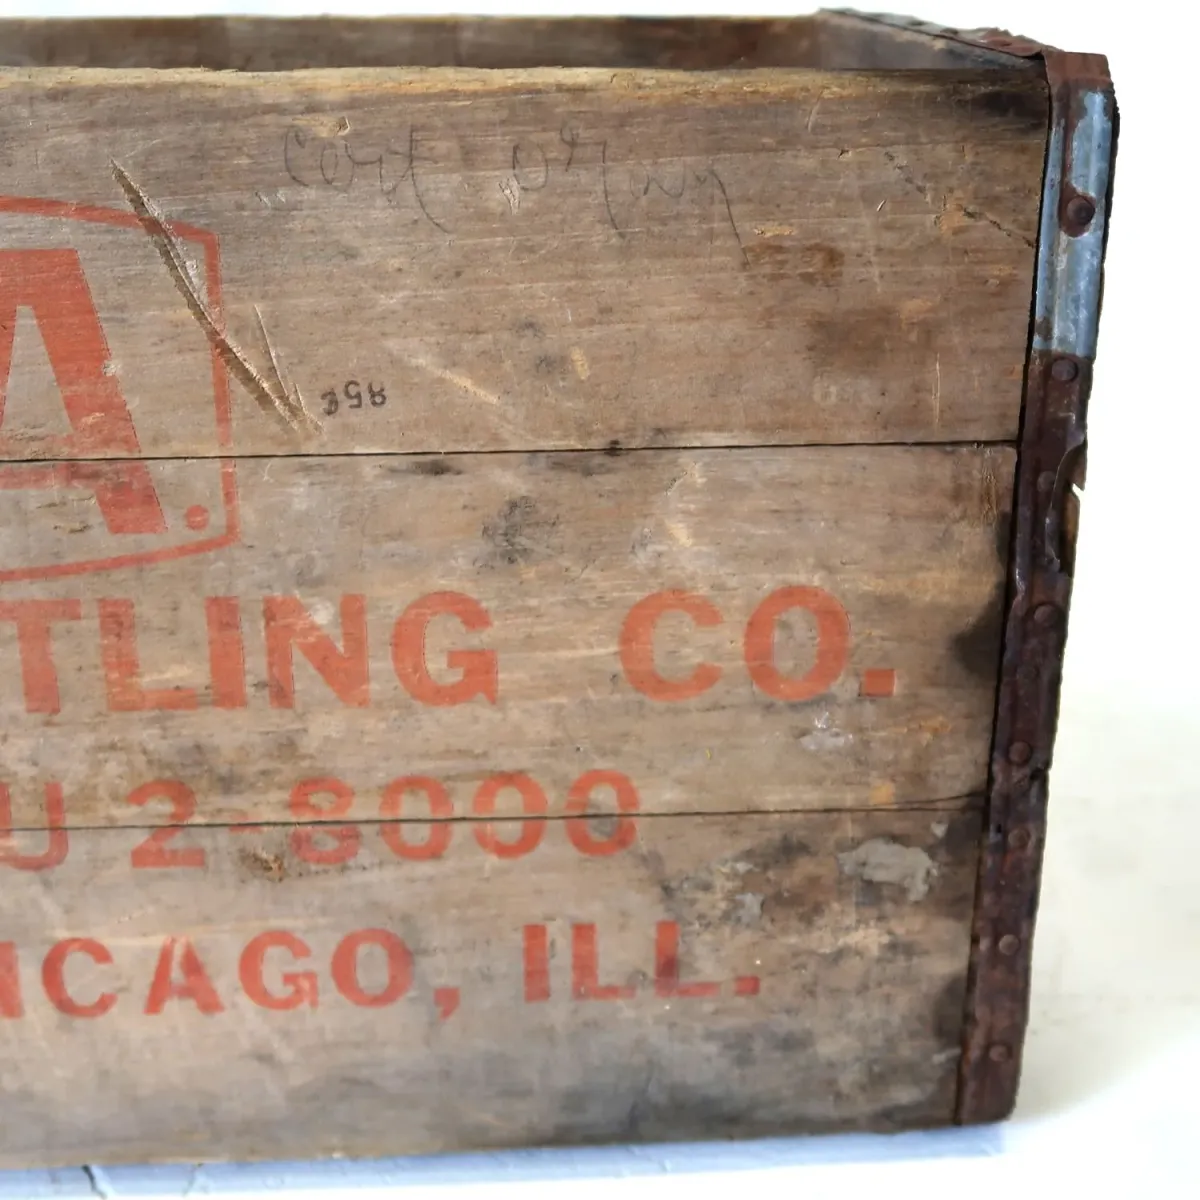 A.
85¢
TLING CO.
U 2-8000
ICAGO, ILL.